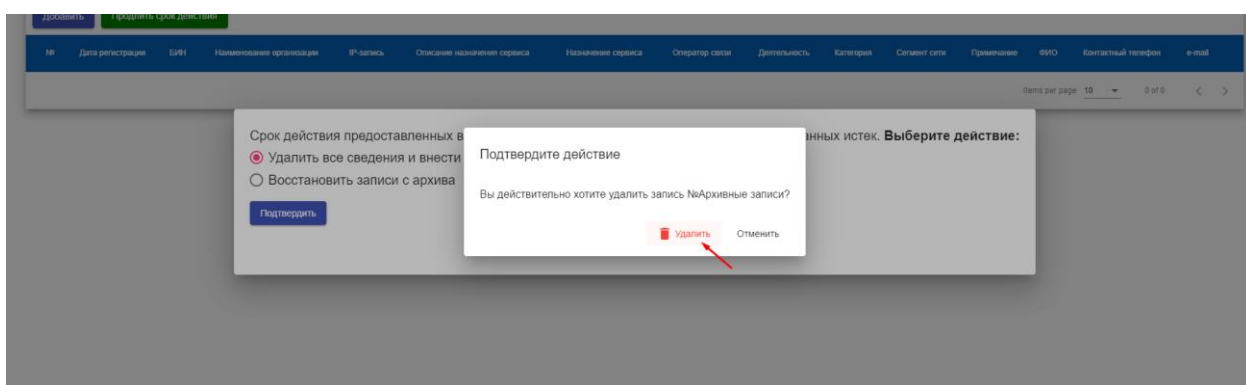 Добавить Продлить срок действия
№ Дата регистрации БИН Наименование организации IP-запись Описание назначения сервиса Назначение сервиса Оператор связи Деятельность Категория Сегмент сети Примечание ФИО Контактный телефон e-mail
Items per page 10 0 of 0
Срок действия предоставленных в нных истек. Выберите действие:
Удалить все сведения и внести
Восстановить записи с архива
Подтвердить
Подтвердите действие
Вы действительно хотите удалить запись №Архивные записи?
Удалить Отменить